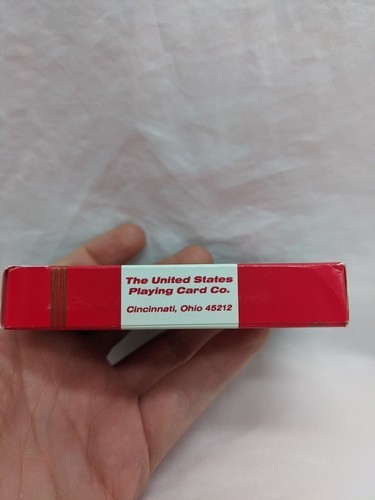 The United States
Playing Card Co.
Cincinnati, Ohio 45212